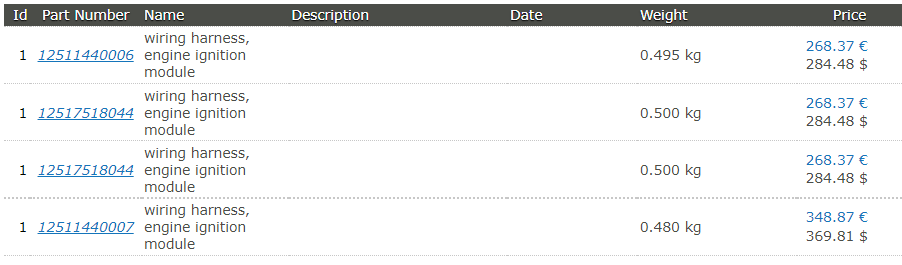 Id Part Number Name Description Date Weight Price
wiring harness,
1 12511440006 engine ignition 0.495 kg 268.37 €
module 284.48 $
wiring harness,
1 12517518044 engine ignition 0.500 kg 268.37 €
module 284.48 $
wiring harness,
1 12517518044 engine ignition 0.500 kg 268.37 €
module 284.48 $
wiring harness,
1 12511440007 engine ignition 0.480 kg 348.87 €
module 369.81 $